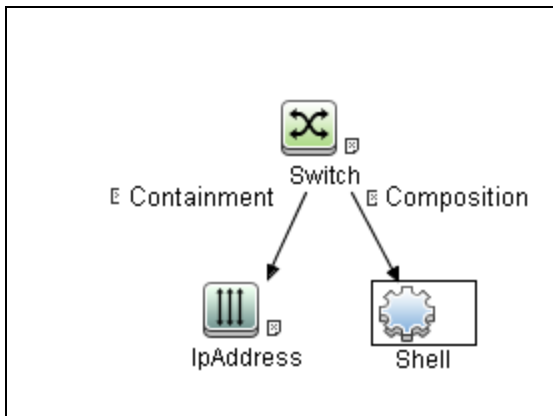 Switch
Containment
Composition
IpAddress
Shell